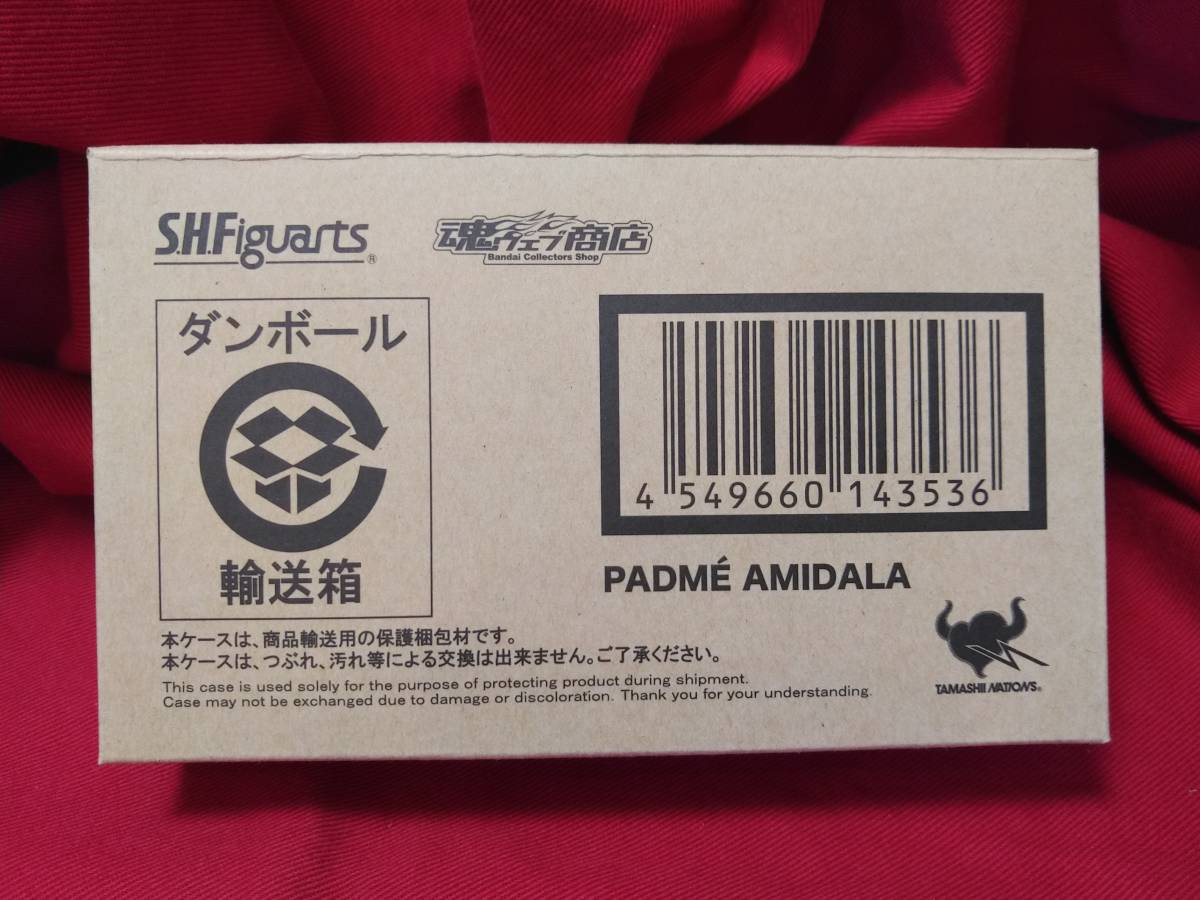 S.H.Figuarts®
魂ウェブ商店
Bandai Collectors Shop
ダンボール
輸送箱
4 549660 143536
PADMÉ AMIDALA
本ケースは、商品輸送用の保護梱包材です。
本ケースは、つぶれ、汚れ等による交換は出来ません。ご了承ください。
This case is used solely for the purpose of protecting product during shipment.
Case may not be exchanged due to damage or discoloration. Thank you for your understanding.
TAMASHII NATIONS®